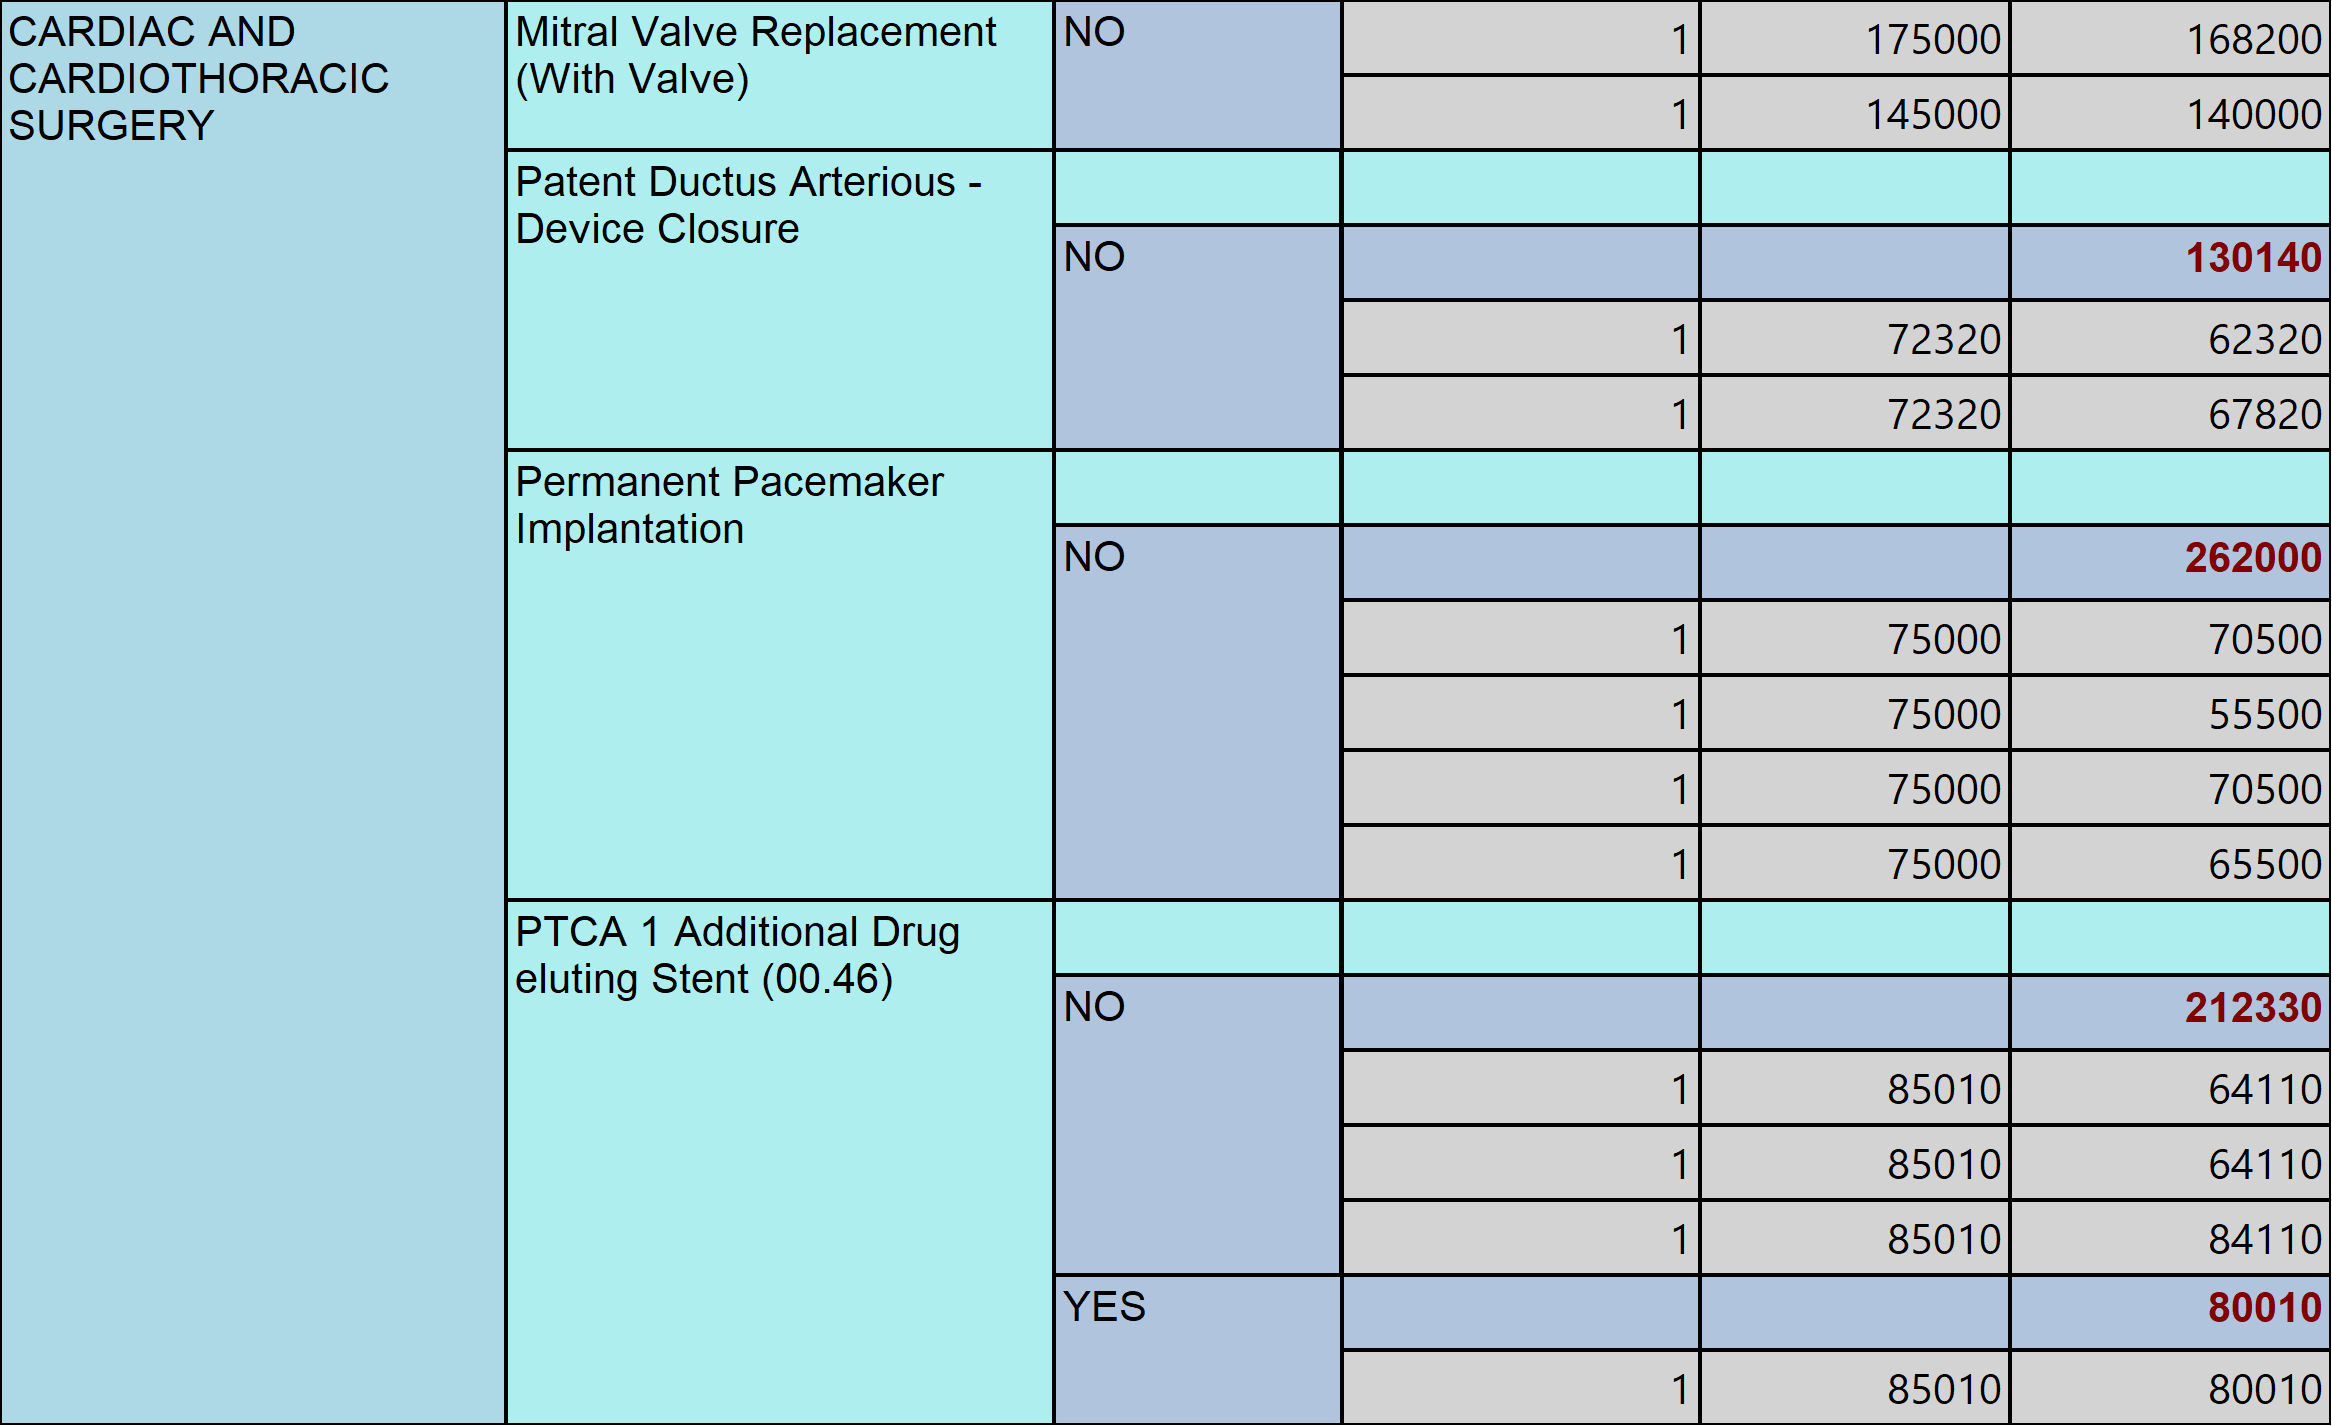 CARDIAC AND
CARDIOTHORACIC
SURGERY
Mitral Valve Replacement
(With Valve)
NO
1 175000 168200
1 145000 140000
Patent Ductus Arterious -
Device Closure
NO
130140
1 72320 62320
1 72320 67820
Permanent Pacemaker
Implantation
NO
262000
1 75000 70500
1 75000 55500
1 75000 70500
1 75000 65500
PTCA 1 Additional Drug
eluting Stent (00.46)
NO
212330
1 85010 64110
1 85010 64110
1 85010 84110
YES
80010
1 85010 80010